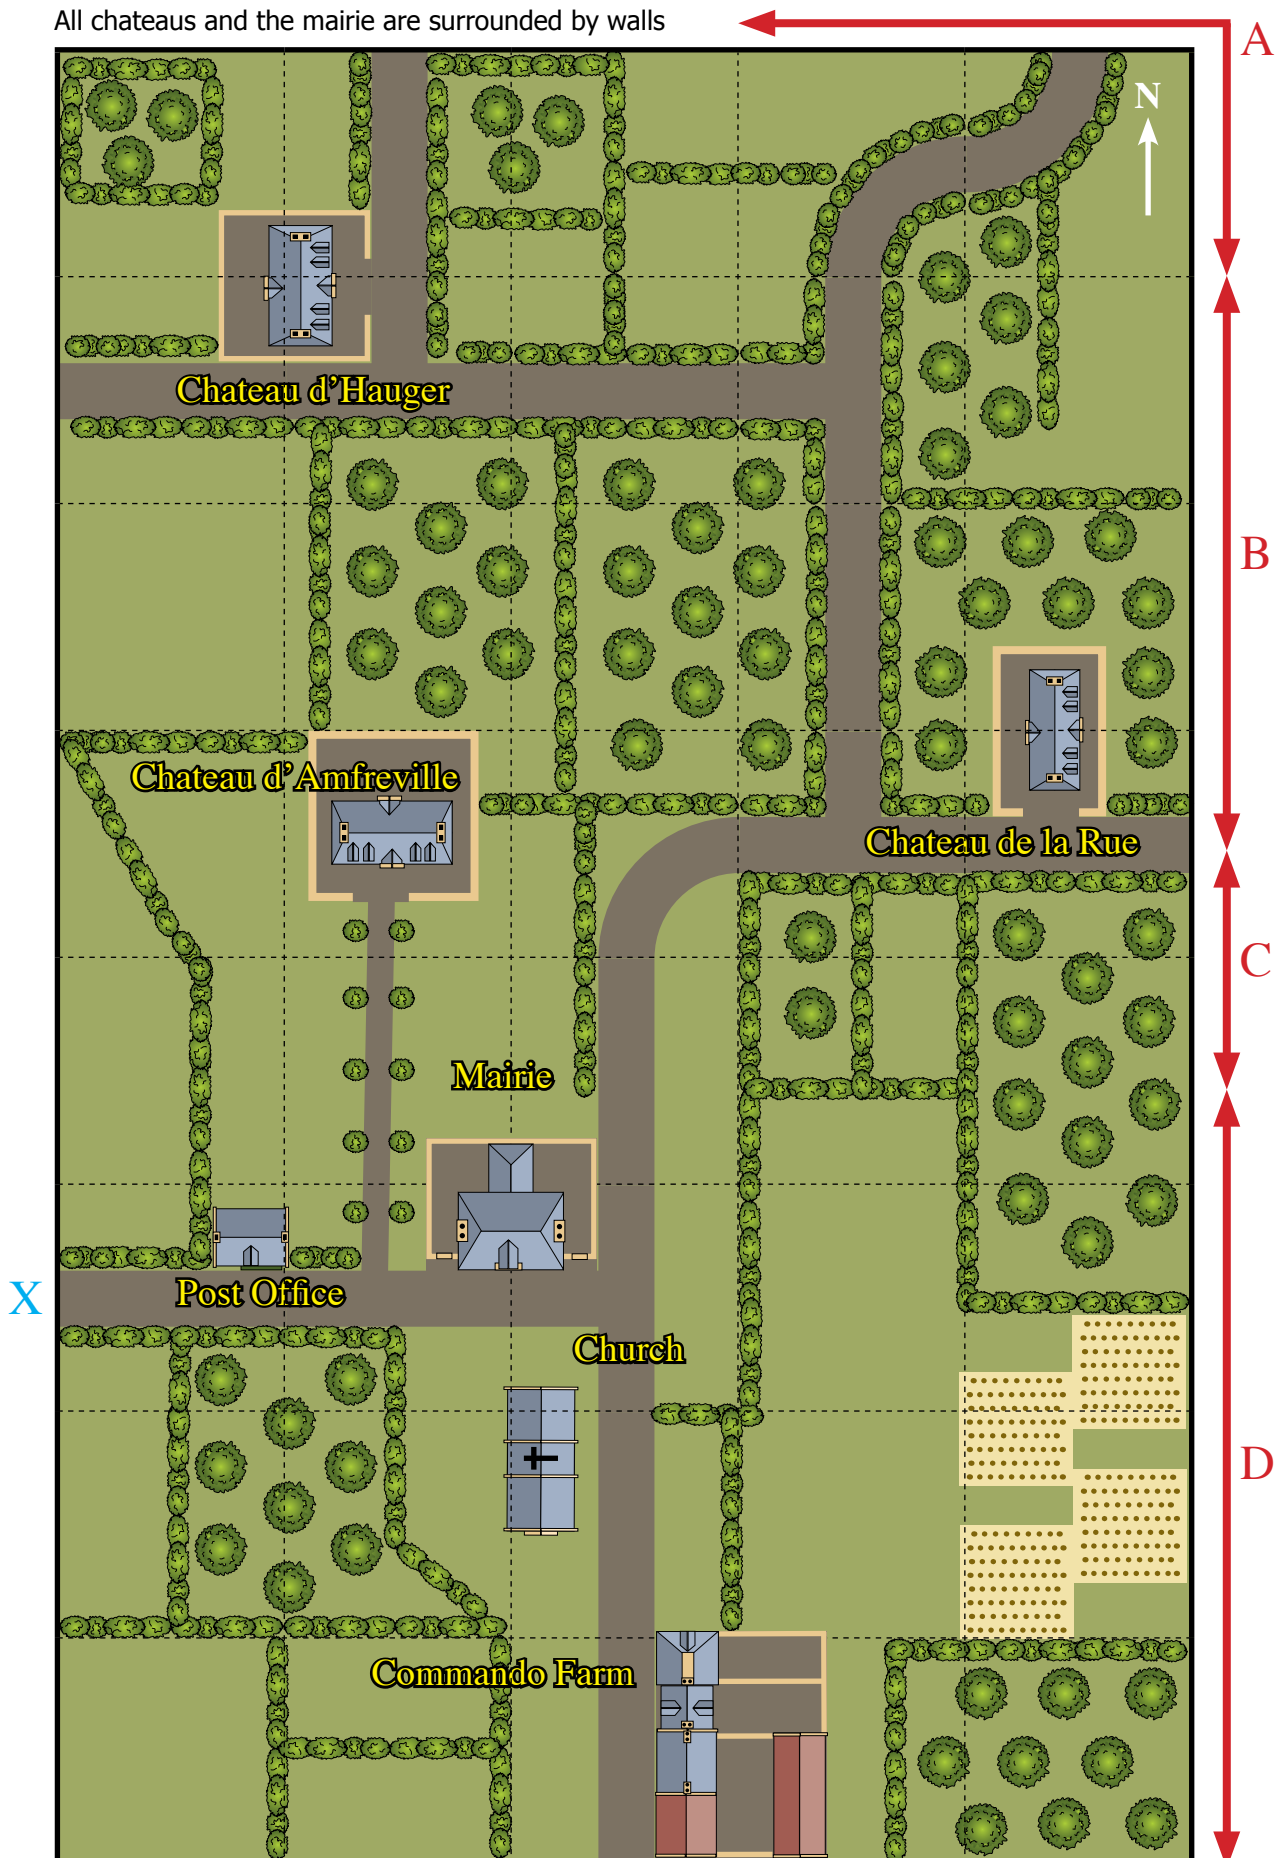 All chateaus and the mairie are surrounded by walls
A
N
Chateau d'Hauger
B
Chateau d'Amfreville
Chateau de la Rue
C
Mairie
X
Post Office
Church
D
Commando Farm